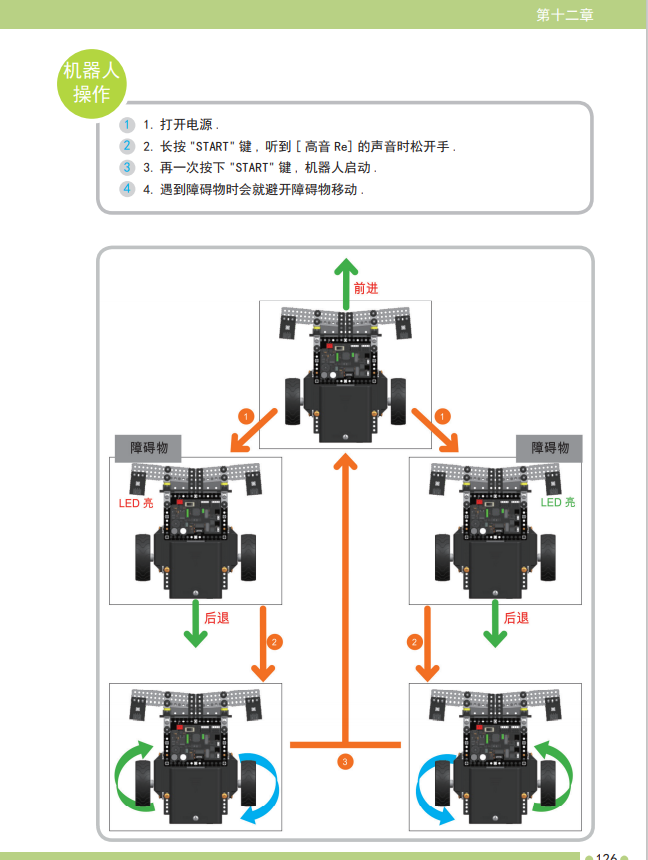 第十二章
机器人
操作
1 1. 打开电源 .
2 2. 长按 "START" 键 , 听到 [ 高音 Re] 的声音时松开手 .
3 3. 再一次按下 "START" 键 , 机器人启动 .
4 4. 遇到障碍物时会就避开障碍物移动 .
前进
1
1
障碍物
障碍物
LED 亮
LED 亮
后退
后退
2
2
3
126